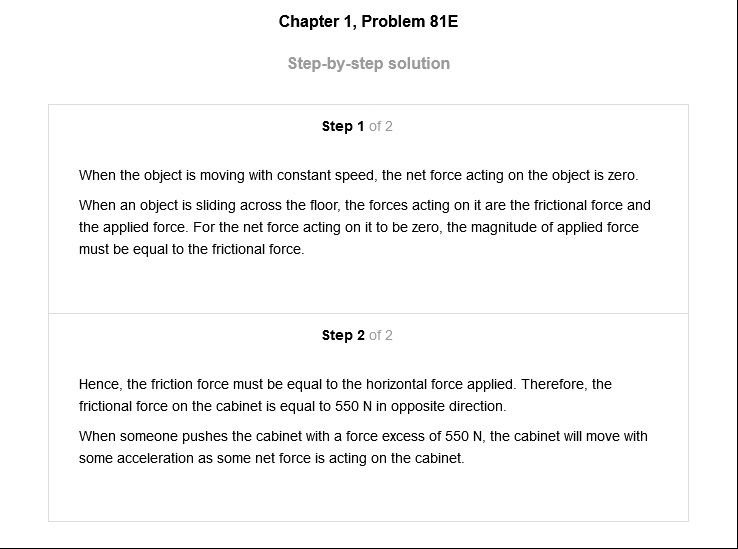 Chapter 1, Problem 81E
Step-by-step solution
Step 1 of 2
When the object is moving with constant speed, the net force acting on the object is zero.
When an object is sliding across the floor, the forces acting on it are the frictional force and
the applied force. For the net force acting on it to be zero, the magnitude of applied force
must be equal to the frictional force.
Step 2 of 2
Hence, the friction force must be equal to the horizontal force applied. Therefore, the
frictional force on the cabinet is equal to 550 N in opposite direction.
When someone pushes the cabinet with a force excess of 550 N, the cabinet will move with
some acceleration as some net force is acting on the cabinet.